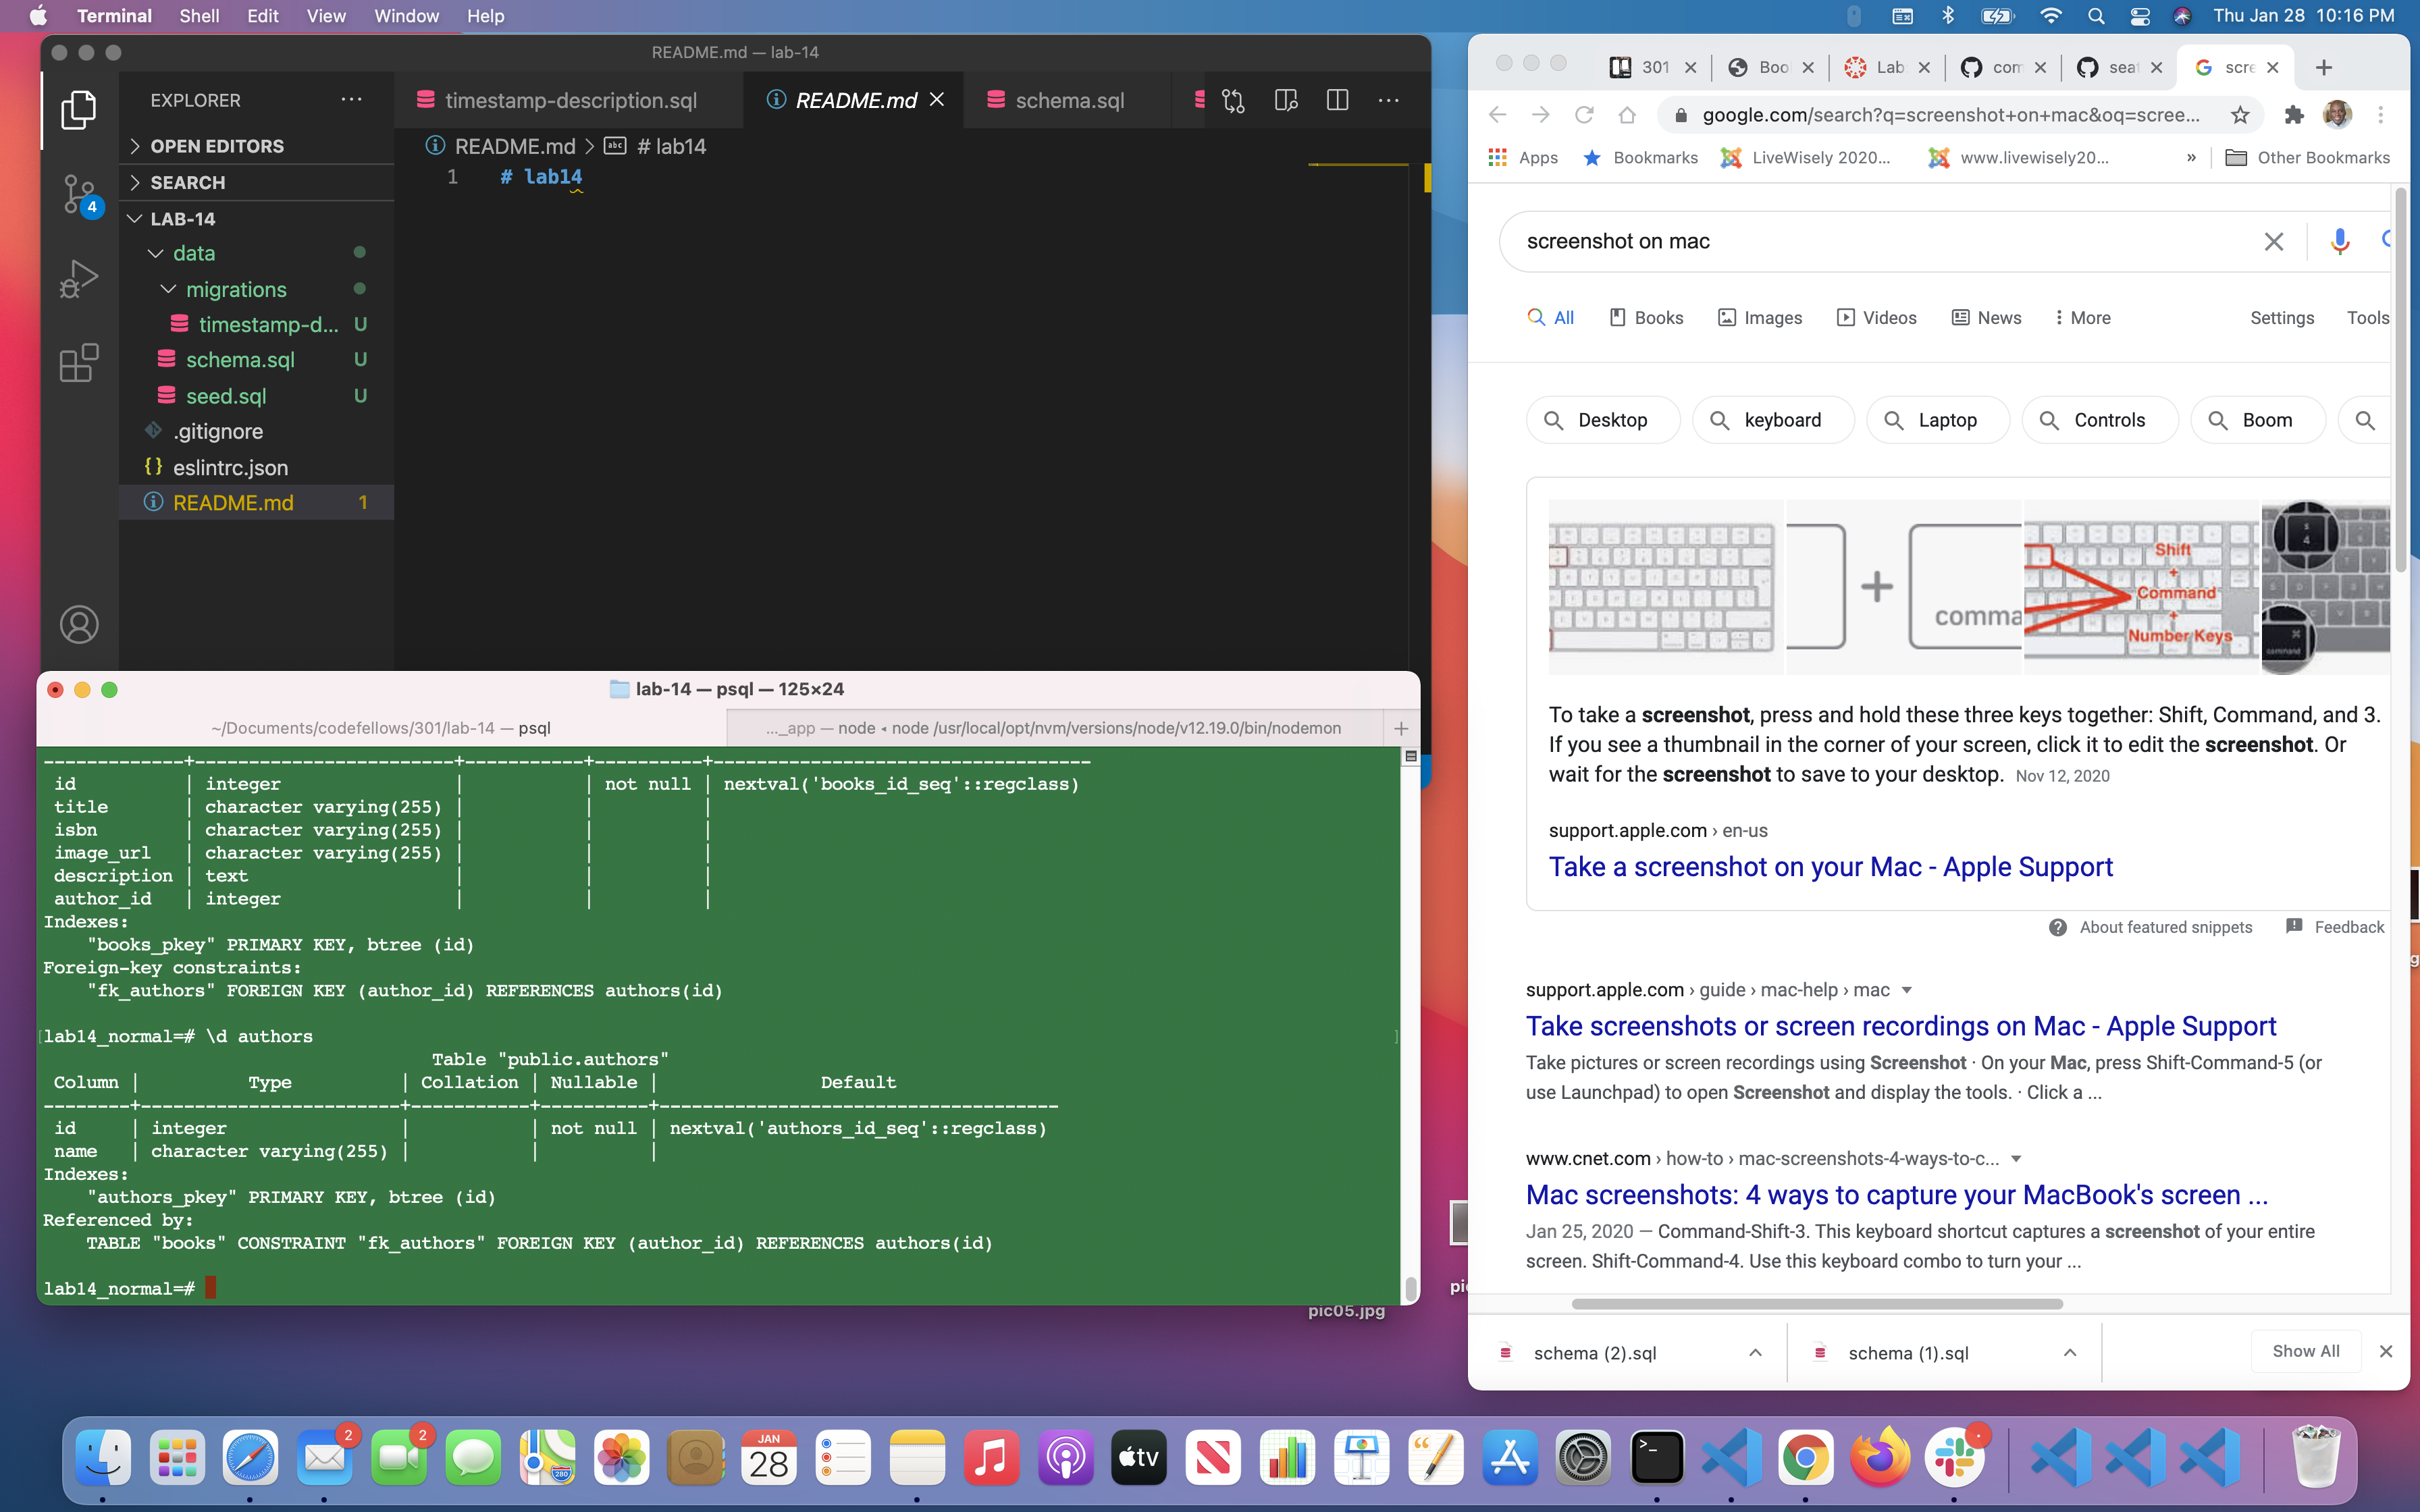 Terminal Shell Edit View Window Help
Thu Jan 28 10:16 PM
README.md — lab-14
EXPLORER
OPEN EDITORS
SEARCH
LAB-14
data
migrations
timestamp-d... U
schema.sql U
seed.sql U
.gitignore
eslintrc.json
README.md 1
4
timestamp-description.sql README.md schema.sql
README.md > # lab14
1 # lab14
lab-14 — psql — 125×24
~/Documents/codefellows/301/lab-14 — psql
..._app — node ◂ node /usr/local/opt/nvm/versions/node/v12.19.0/bin/nodemon
-------------+------------------------+-----------+----------+-----------------------------------
id | integer | | not null | nextval('books_id_seq'::regclass)
title | character varying(255) | | |
isbn | character varying(255) | | |
image_url | character varying(255) | | |
description | text | | |
author_id | integer | | |
Indexes:
"books_pkey" PRIMARY KEY, btree (id)
Foreign-key constraints:
"fk_authors" FOREIGN KEY (author_id) REFERENCES authors(id)
[lab14_normal=# \d authors ]
Table "public.authors"
Column | Type | Collation | Nullable | Default
--------+------------------------+-----------+----------+-------------------------------------
id | integer | | not null | nextval('authors_id_seq'::regclass)
name | character varying(255) | | |
Indexes:
"authors_pkey" PRIMARY KEY, btree (id)
Referenced by:
TABLE "books" CONSTRAINT "fk_authors" FOREIGN KEY (author_id) REFERENCES authors(id)
lab14_normal=#
pic05.jpg
301 Boo Lab com sea scre
google.com/search?q=screenshot+on+mac&oq=scree...
Apps Bookmarks LiveWisely 2020... www.livewisely20... » Other Bookmarks
screenshot on mac
All Books Images Videos News More Settings Tools
Desktop keyboard Laptop Controls Boom
+ comma
Shift
+
Command
+
Number Keys
command
To take a screenshot, press and hold these three keys together: Shift, Command, and 3.
If you see a thumbnail in the corner of your screen, click it to edit the screenshot. Or
wait for the screenshot to save to your desktop. Nov 12, 2020
support.apple.com › en-us
Take a screenshot on your Mac - Apple Support
About featured snippets Feedback
support.apple.com › guide › mac-help › mac
Take screenshots or screen recordings on Mac - Apple Support
Take pictures or screen recordings using Screenshot · On your Mac, press Shift-Command-5 (or
use Launchpad) to open Screenshot and display the tools. · Click a ...
www.cnet.com › how-to › mac-screenshots-4-ways-to-c...
Mac screenshots: 4 ways to capture your MacBook's screen ...
Jan 25, 2020 — Command-Shift-3. This keyboard shortcut captures a screenshot of your entire
screen. Shift-Command-4. Use this keyboard combo to turn your ...
schema (2).sql schema (1).sql Show All
2
2
280
JAN
28
tv